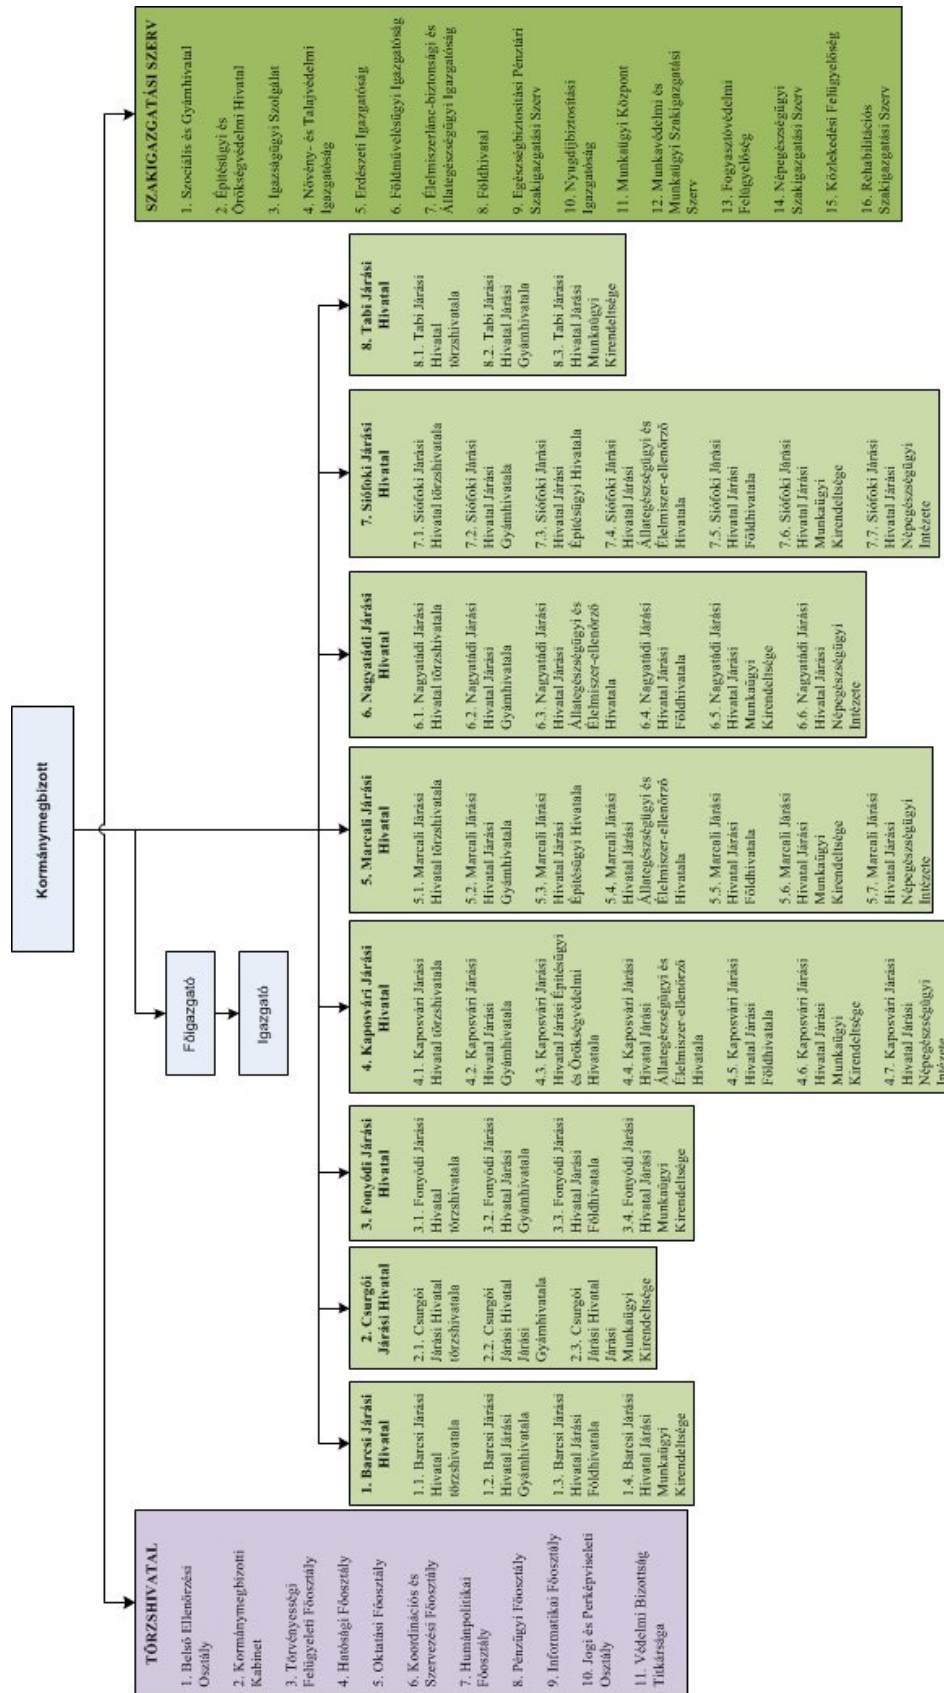 Kormánymegbízott
Főigazgató
Igazgató
TÖRZSHIVATAL
1. Belső Ellenőrzési
Osztály
2. Kormánymegbízotti
Kabinet
3. Törvényességi
Felügyeleti Főosztály
4. Hatósági Főosztály
5. Oktatási Főosztály
6. Koordinációs és
Szervezési Főosztály
7. Humánpolitikai
Főosztály
8. Pénzügyi Főosztály
9. Informatikai Főosztály
10. Jogi és Perképviseleti
Osztály
11. Védelmi Bizottság
Titkársága
1. Barcsi Járási
Hivatal
1.1. Barcsi Járási
Hivatal
törzshivatala
1.2. Barcsi Járási
Hivatal Járási
Gyámhivatala
1.3. Barcsi Járási
Hivatal Járási
Földhivatala
1.4. Barcsi Járási
Hivatal Járási
Munkaügyi
Kirendeltsége
2. Csurgói
Járási Hivatal
2.1. Csurgói
Járási Hivatal
törzshivatala
2.2. Csurgói
Járási Hivatal
Járási
Gyámhivatala
2.3. Csurgói
Járási Hivatal
Járási
Munkaügyi
Kirendeltsége
3. Fonyódi Járási
Hivatal
3.1. Fonyódi Járási
Hivatal
törzshivatala
3.2. Fonyódi Járási
Hivatal Járási
Gyámhivatala
3.3. Fonyódi Járási
Hivatal Járási
Földhivatala
3.4. Fonyódi Járási
Hivatal Járási
Munkaügyi
Kirendeltsége
4. Kaposvári Járási
Hivatal
4.1. Kaposvári Járási
Hivatal törzshivatala
4.2. Kaposvári Járási
Hivatal Járási
Gyámhivatala
4.3. Kaposvári Járási
Hivatal Járási Építésügyi
és Örökségvédelmi
Hivatala
4.4. Kaposvári Járási
Hivatal Járási
Állategészségügyi és
Élelmiszer-ellenőrző
Hivatala
4.5. Kaposvári Járási
Hivatal Járási
Földhivatala
4.6. Kaposvári Járási
Hivatal Járási
Munkaügyi
Kirendeltsége
4.7. Kaposvári Járási
Hivatal Járási
Népegészségügyi
Intézete
5. Marcali Járási
Hivatal
5.1. Marcali Járási
Hivatal törzshivatala
5.2. Marcali Járási
Hivatal Járási
Gyámhivatala
5.3. Marcali Járási
Hivatal Járási
Építésügyi Hivatala
5.4. Marcali Járási
Hivatal Járási
Állategészségügyi és
Élelmiszer-ellenőrző
Hivatala
5.5. Marcali Járási
Hivatal Járási
Földhivatala
5.6. Marcali Járási
Hivatal Járási
Munkaügyi
Kirendeltsége
5.7. Marcali Járási
Hivatal Járási
Népegészségügyi
Intézete
6. Nagyatádi Járási
Hivatal
6.1. Nagyatádi Járási
Hivatal törzshivatala
6.2. Nagyatádi Járási
Hivatal Járási
Gyámhivatala
6.3. Nagyatádi Járási
Hivatal Járási
Állategészségügyi és
Élelmiszer-ellenőrző
Hivatala
6.4. Nagyatádi Járási
Hivatal Járási
Földhivatala
6.5. Nagyatádi Járási
Hivatal Járási
Munkaügyi
Kirendeltsége
6.6. Nagyatádi Járási
Hivatal Járási
Népegészségügyi
Intézete
7. Siófoki Járási
Hivatal
7.1. Siófoki Járási
Hivatal törzshivatala
7.2. Siófoki Járási
Hivatal Járási
Gyámhivatala
7.3. Siófoki Járási
Hivatal Járási
Építésügyi Hivatala
7.4. Siófoki Járási
Hivatal Járási
Állategészségügyi és
Élelmiszer-ellenőrző
Hivatala
7.5. Siófoki Járási
Hivatal Járási
Földhivatala
7.6. Siófoki Járási
Hivatal Járási
Munkaügyi
Kirendeltsége
7.7. Siófoki Járási
Hivatal Járási
Népegészségügyi
Intézete
8. Tabi Járási
Hivatal
8.1. Tabi Járási
Hivatal
törzshivatala
8.2. Tabi Járási
Hivatal Járási
Gyámhivatala
8.3. Tabi Járási
Hivatal Járási
Munkaügyi
Kirendeltsége
SZAKIGAZGATÁSI SZERV
1. Szociális és Gyámhivatal
2. Építésügyi és
Örökségvédelmi Hivatal
3. Igazságügyi Szolgálat
4. Növény- és Talajvédelmi
Igazgatóság
5. Erdészeti Igazgatóság
6. Földművelésügyi Igazgatóság
7. Élelmiszerlánc-biztonsági és
Állategészségügyi Igazgatóság
8. Földhivatal
9. Egészségbiztosítási Pénztári
Szakigazgatási Szerv
10. Nyugdíjbiztosítási
Igazgatóság
11. Munkaügyi Központ
12. Munkavédelmi és
Munkaügyi Szakigazgatási
Szerv
13. Fogyasztóvédelmi
Felügyelőség
14. Népegészségügyi
Szakigazgatási Szerv
15. Közlekedési Felügyelőség
16. Rehabilitációs
Szakigazgatási Szerv